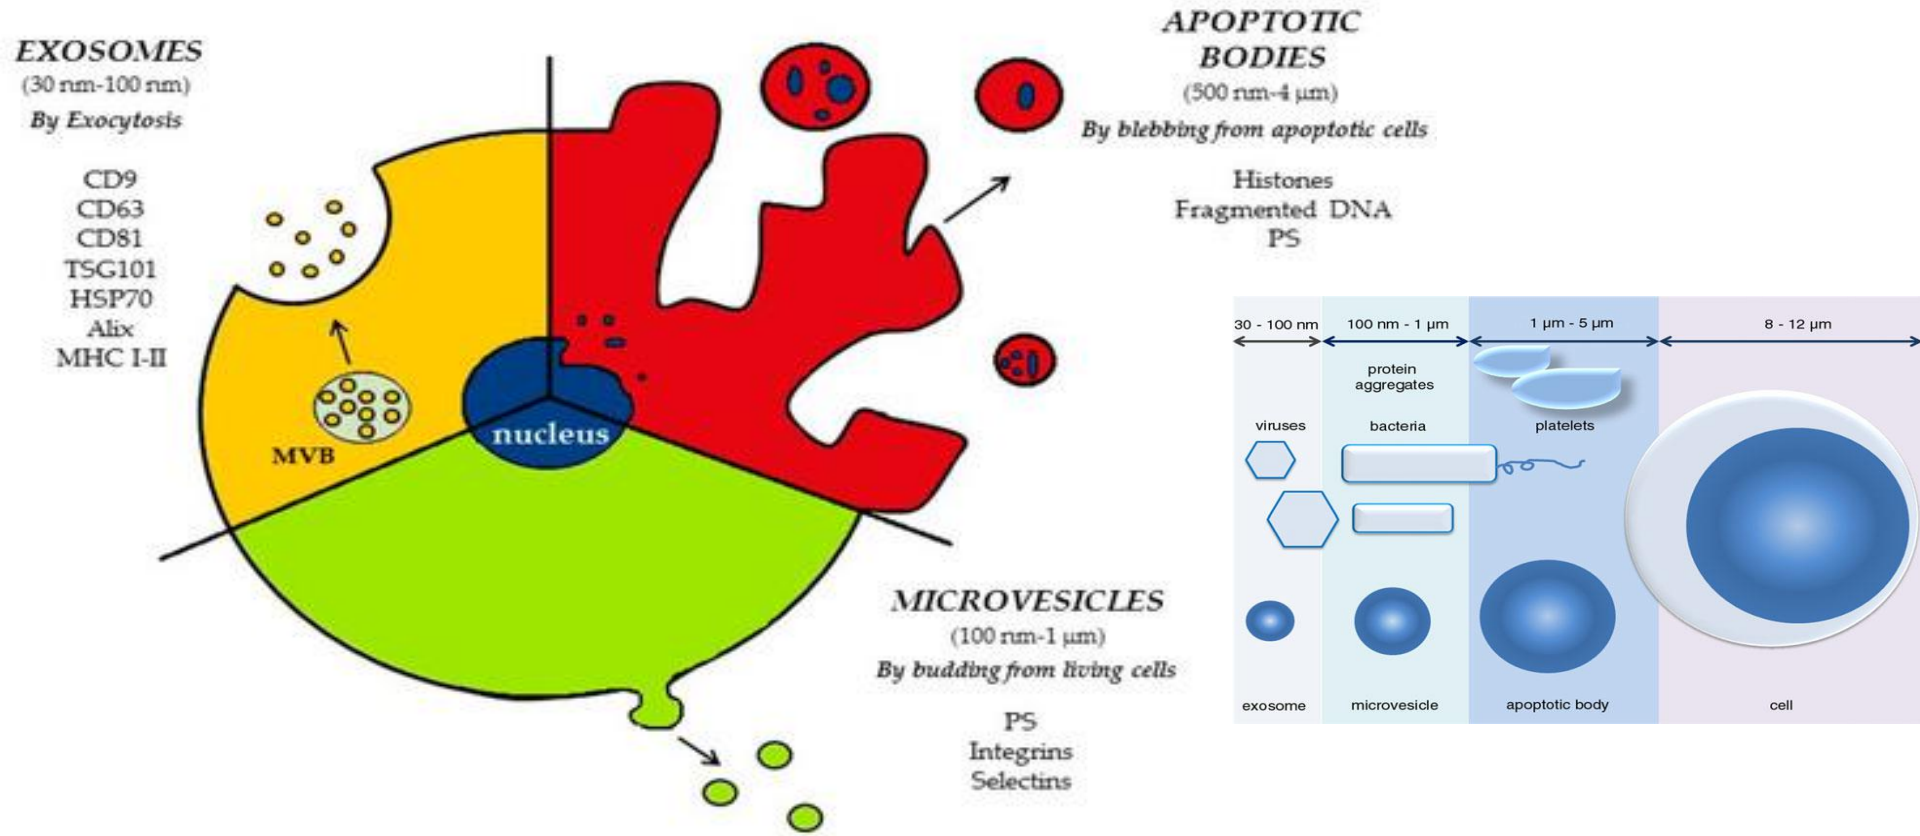 EXOSOMES
(30 nm-100 nm)
By Exocytosis
CD9
CD63
CD81
TSG101
HSP70
Alix
MHC I-II
MVB
nucleus
APOPTOTIC
BODIES
(500 nm-4 µm)
By blebbing from apoptotic cells
Histones
Fragmented DNA
PS
MICROVESICLES
(100 nm-1 µm)
By budding from living cells
PS
Integrins
Selectins
30 - 100 nm
100 nm - 1 µm
1 µm - 5 µm
8 - 12 µm
protein
aggregates
viruses
bacteria
platelets
exosome
microvesicle
apoptotic body
cell